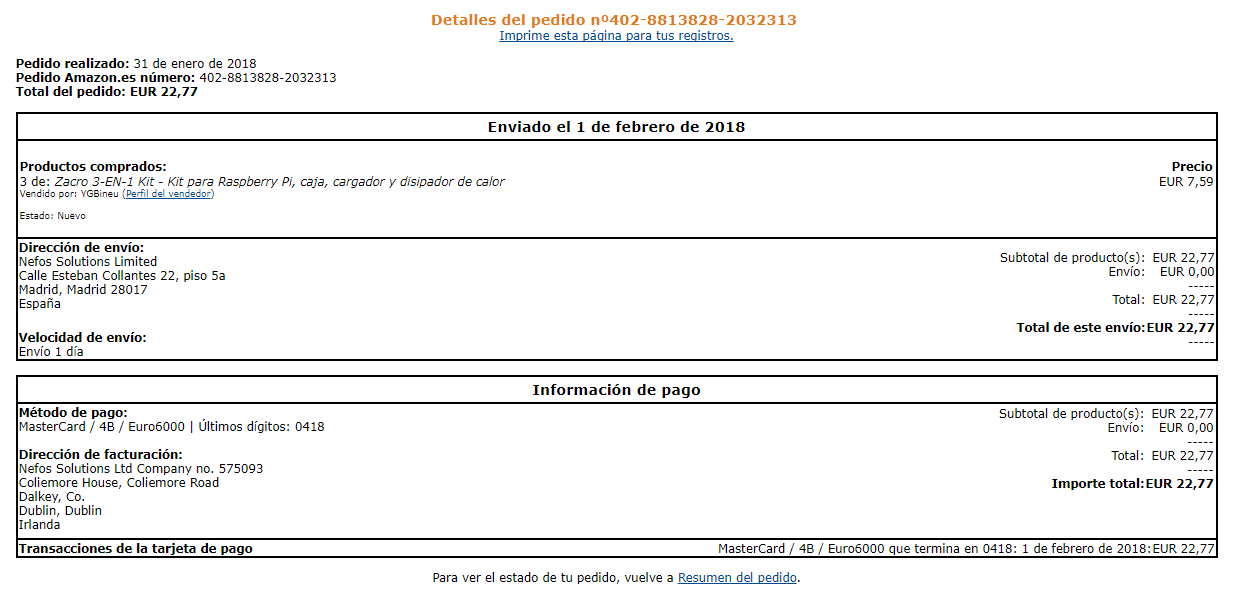 Detalles del pedido nº402-8813828-2032313
Imprime esta página para tus registros.
Pedido realizado: 31 de enero de 2018
Pedido Amazon.es número: 402-8813828-2032313
Total del pedido: EUR 22,77
Enviado el 1 de febrero de 2018
Productos comprados: Precio
3 de: Zacro 3-EN-1 Kit - Kit para Raspberry Pi, caja, cargador y disipador de calor EUR 7,59
Vendido por: YGBineu (Perfil del vendedor)
Estado: Nuevo
Dirección de envío:
Nefos Solutions Limited
Calle Esteban Collantes 22, piso 5a
Madrid, Madrid 28017
España
Velocidad de envío:
Envío 1 día
Subtotal de producto(s): EUR 22,77
Envío: EUR 0,00
-----
Total: EUR 22,77
-----
Total de este envío:EUR 22,77
-----
Información de pago
Método de pago:
MasterCard / 4B / Euro6000 | Últimos dígitos: 0418
Dirección de facturación:
Nefos Solutions Ltd Company no. 575093
Coliemore House, Coliemore Road
Dalkey, Co.
Dublin, Dublin
Irlanda
Subtotal de producto(s): EUR 22,77
Envío: EUR 0,00
-----
Total: EUR 22,77
-----
Importe total:EUR 22,77
Transacciones de la tarjeta de pago MasterCard / 4B / Euro6000 que termina en 0418: 1 de febrero de 2018:EUR 22,77
Para ver el estado de tu pedido, vuelve a Resumen del pedido.